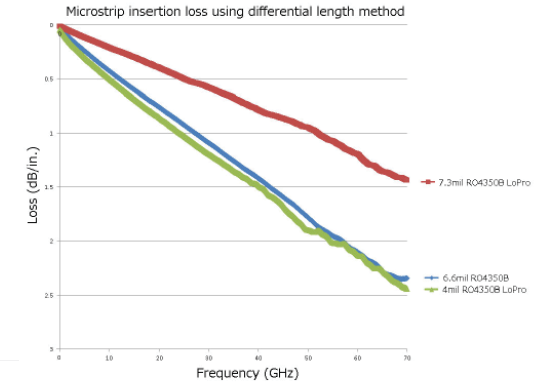 Microstrip insertion loss using differential length method
Loss (dB/in.)
0
0.5
1
1.5
2
2.5
3
0 10 20 30 40 50 60 70
Frequency (GHz)
7.3mil RO4350B LoPro
6.6mil RO4350B
4mil RO4350B LoPro